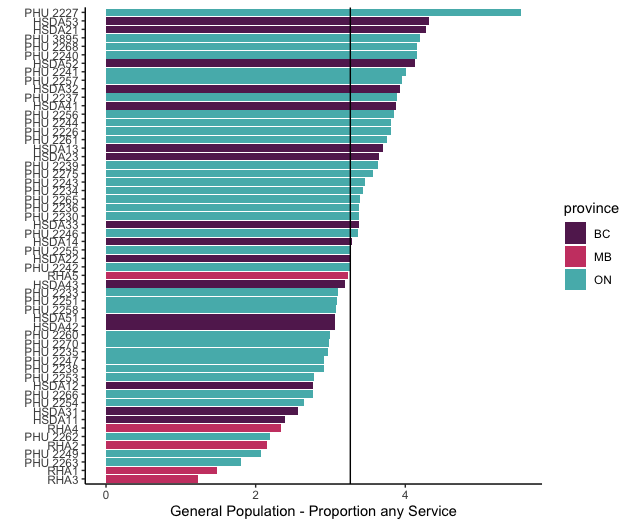 PHU 2227
HSDA53
HSDA21
PHU 3895
PHU 2268
PHU 2240
HSDA52
PHU 2241
PHU 2257
HSDA32
PHU 2237
HSDA41
PHU 2256
PHU 2244
PHU 2226
PHU 2261
HSDA13
HSDA23
PHU 2239
PHU 2275
PHU 2243
PHU 2234
PHU 2265
PHU 2236
PHU 2230
HSDA33
PHU 2246
HSDA14
PHU 2255
HSDA22
PHU 2242
RHA5
HSDA43
PHU 2233
PHU 2251
PHU 2258
HSDA51
HSDA42
PHU 2260
PHU 2270
PHU 2235
PHU 2247
PHU 2238
PHU 2253
HSDA12
PHU 2266
PHU 2254
HSDA31
HSDA11
RHA4
PHU 2262
RHA2
PHU 2249
PHU 2263
RHA1
RHA3
0 2 4
General Population - Proportion any Service
province
BC
MB
ON